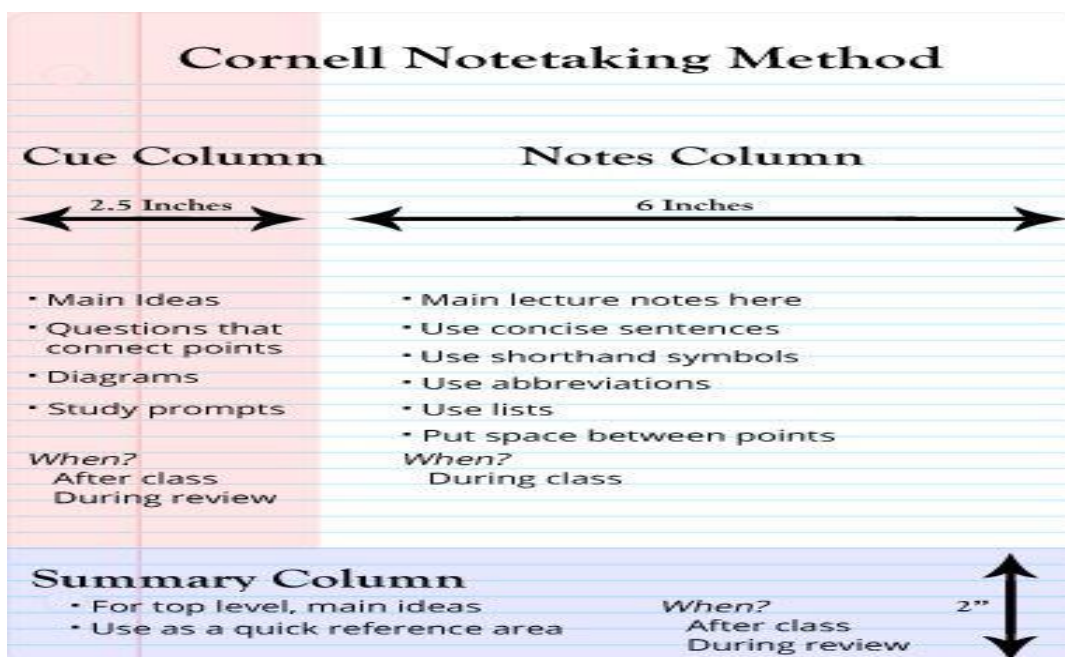 Cornell Notetaking Method
Cue Column
2.5 Inches
• Main Ideas
• Questions that
connect points
• Diagrams
• Study prompts
When?
After class
During review
Notes Column
6 Inches
• Main lecture notes here
• Use concise sentences
• Use shorthand symbols
• Use abbreviations
• Use lists
• Put space between points
When?
During class
Summary Column
• For top level, main ideas
• Use as a quick reference area
When?
After class
During review
2”